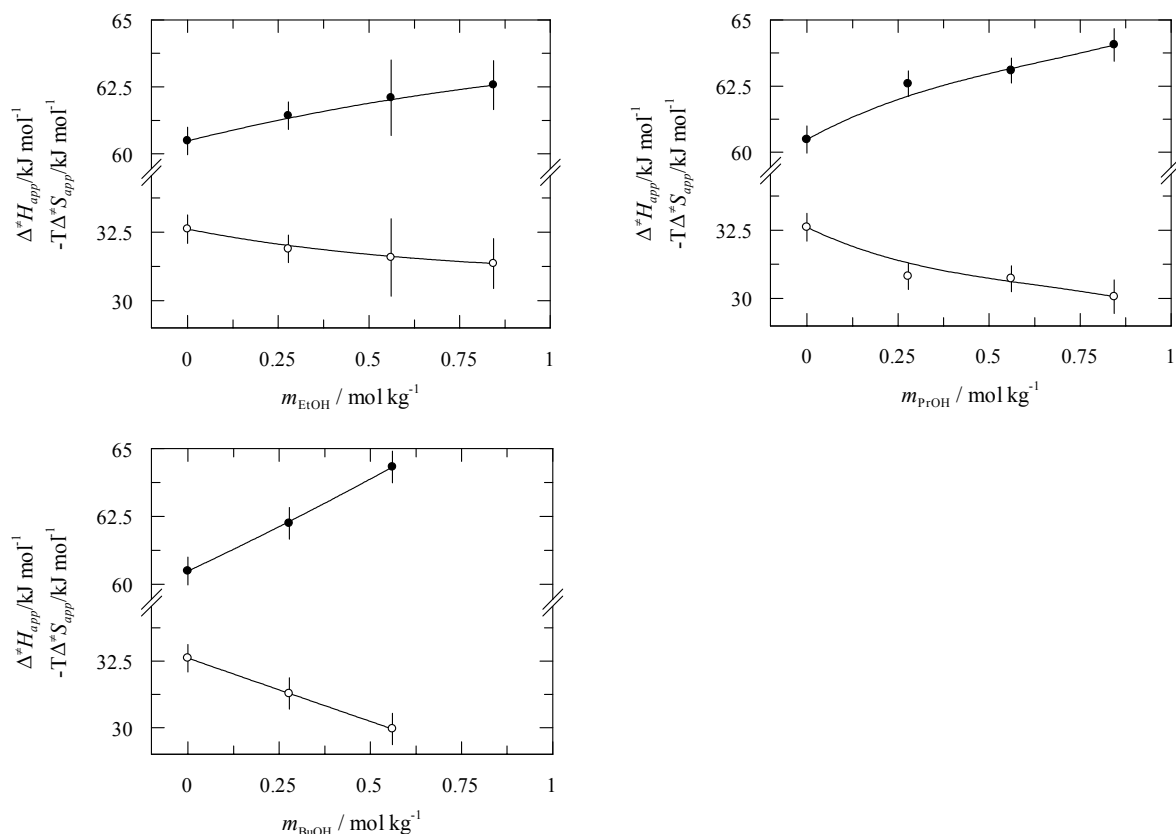 65
62.5
60
32.5
30
Δ≠Happ/kJ mol-1
-TΔ≠Sapp/kJ mol-1
0 0.25 0.5 0.75 1
mEtOH / mol kg-1
65
62.5
60
32.5
30
Δ≠Happ/kJ mol-1
-TΔ≠Sapp/kJ mol-1
0 0.25 0.5 0.75 1
mPrOH / mol kg-1
65
62.5
60
32.5
30
Δ≠Happ/kJ mol-1
-TΔ≠Sapp/kJ mol-1
0 0.25 0.5 0.75 1
mBuOH / mol kg-1